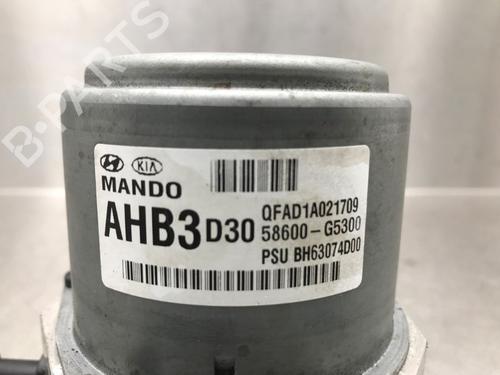 B-PARTS
KIA
MANDO
AHB3 D30
QFAD1A021709
58600-G5300
PSU BH63074D00